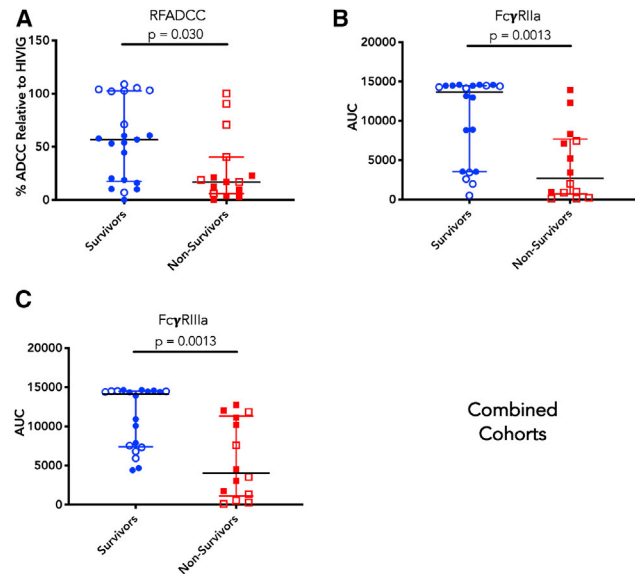 A
RFADCC
p = 0.030
% ADCC Relative to HIVIG
150
100
50
0
Survivors
Non-Survivors
B
FcγRIIa
p = 0.0013
AUC
20000
15000
10000
5000
0
Survivors
Non-Survivors
C
FcγRIIIa
p = 0.0013
AUC
20000
15000
10000
5000
0
Survivors
Non-Survivors
Combined
Cohorts